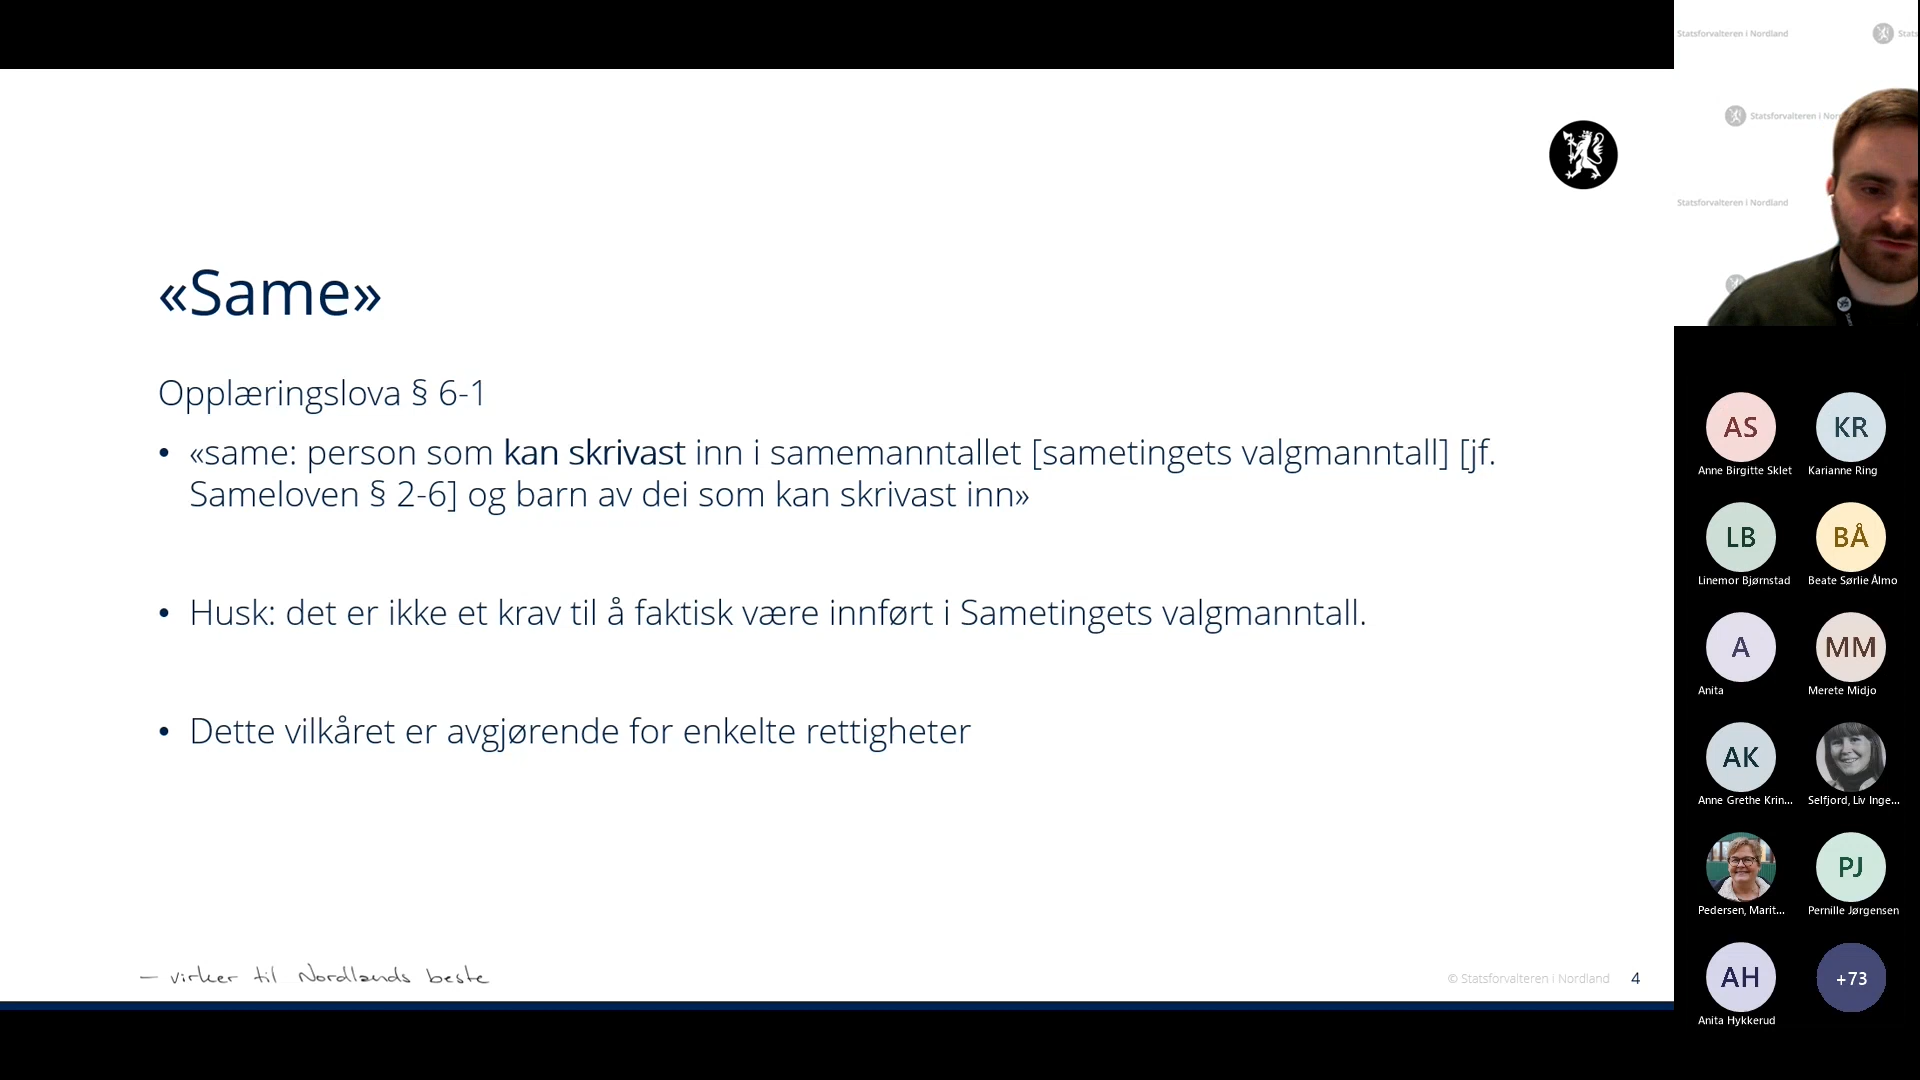 «Same»
Opplæringslova § 6-1
• «same: person som kan skrivast inn i samemanntallet [sametingets valgmanntall] [jf.
Sameloven § 2-6] og barn av dei som kan skrivast inn»
• Husk: det er ikke et krav til å faktisk være innført i Sametingets valgmanntall.
• Dette vilkåret er avgjørende for enkelte rettigheter
– virker til Nordlands beste
© Statsforvalteren i Nordland 4
Statsforvalteren i Nordland
Stats
Statsforvalteren i Nor
Statsforvalteren i Nordland
AS KR
Anne Birgitte Sklet Karianne Ring
LB BÅ
Linemor Bjørnstad Beate Sørlie Ålmo
A MM
Anita Merete Midjo
AK
Anne Grethe Krin... Selfjord, Liv Inge...
PJ
Pedersen, Marit... Pernille Jørgensen
AH +73
Anita Hykkerud